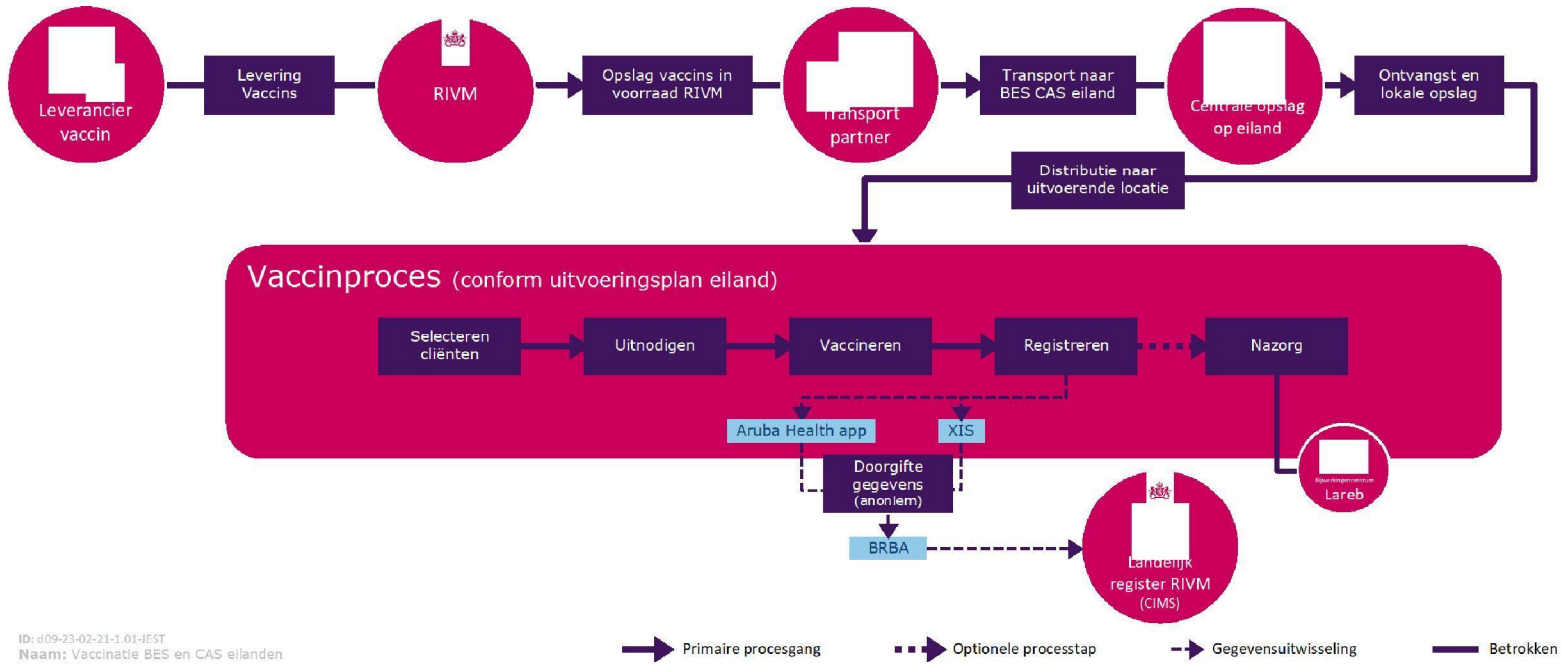 Leverancier
vaccin
Levering
Vaccins
RIVM
Opslag vaccins in
voorraad RIVM
Transport
partner
Transport naar
BES CAS eiland
Centrale opslag
op eiland
Ontvangst en
lokale opslag
Distributie naar
uitvoerende locatie
Vaccinproces (conform uitvoeringsplan eiland)
Selecteren
cliënten
Uitnodigen
Vaccineren
Registreren
Nazorg
Aruba Health app
XIS
Doorgifte
gegevens
(anoniem)
Bijwerkingencentrum
Lareb
BRBA
Landelijk
register RIVM
(CIMS)
ID: d09-23-02-21-1.01-JEST
Naam: Vaccinatie BES en CAS eilanden
Primaire procesgang
Optionele processtap
Gegevensuitwisseling
Betrokken